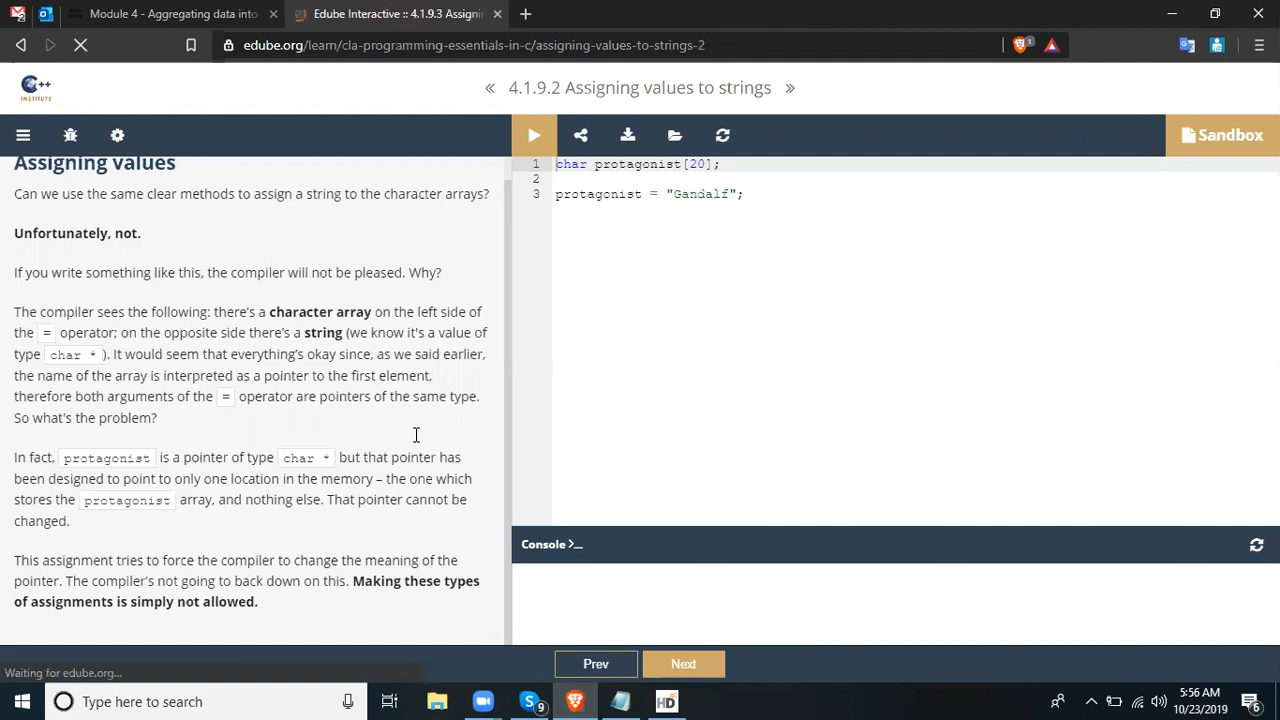 Module 4 - Aggregating data into
Edube Interactive :: 4.1.9.3 Assigni
edube.org/learn/cla-programming-essentials-in-c/assigning-values-to-strings-2
1
C++
INSTITUTE
« 4.1.9.2 Assigning values to strings »
Sandbox
Assigning values
Can we use the same clear methods to assign a string to the character arrays?
Unfortunately, not.
If you write something like this, the compiler will not be pleased. Why?
The compiler sees the following: there's a character array on the left side of
the = operator; on the opposite side there's a string (we know it's a value of
type char * ). It would seem that everything's okay since, as we said earlier,
the name of the array is interpreted as a pointer to the first element,
therefore both arguments of the = operator are pointers of the same type.
So what's the problem?
In fact, protagonist is a pointer of type char * but that pointer has
been designed to point to only one location in the memory – the one which
stores the protagonist array, and nothing else. That pointer cannot be
changed.
This assignment tries to force the compiler to change the meaning of the
pointer. The compiler's not going to back down on this. Making these types
of assignments is simply not allowed.
1 char protagonist[20];
2
3 protagonist = "Gandalf";
Console >_
Prev
Next
Waiting for edube.org...
Type here to search
9
HD
5:56 AM
10/23/2019
6